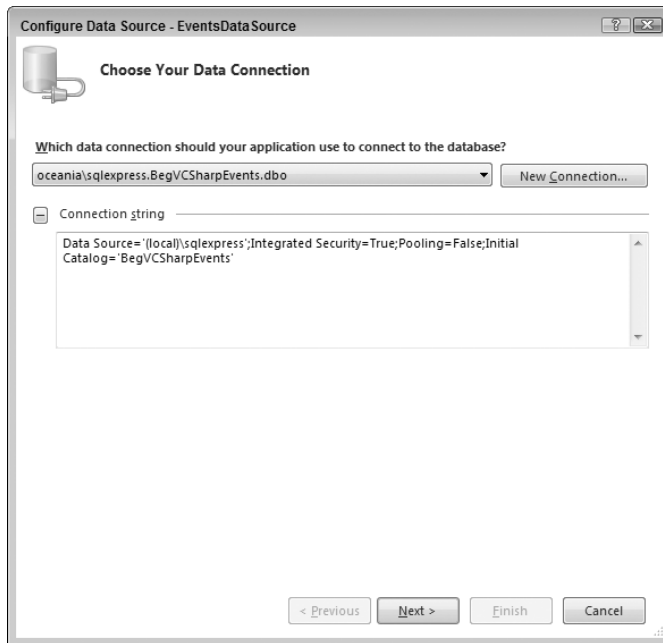 Configure Data Source - EventsDataSource
Choose Your Data Connection
Which data connection should your application use to connect to the database?
oceania\sqlexpress.BegVCSharpEvents.dbo
New Connection...
Connection string
Data Source='(local)\sqlexpress';Integrated Security=True;Pooling=False;Initial
Catalog='BegVCSharpEvents'
< Previous
Next >
Finish
Cancel